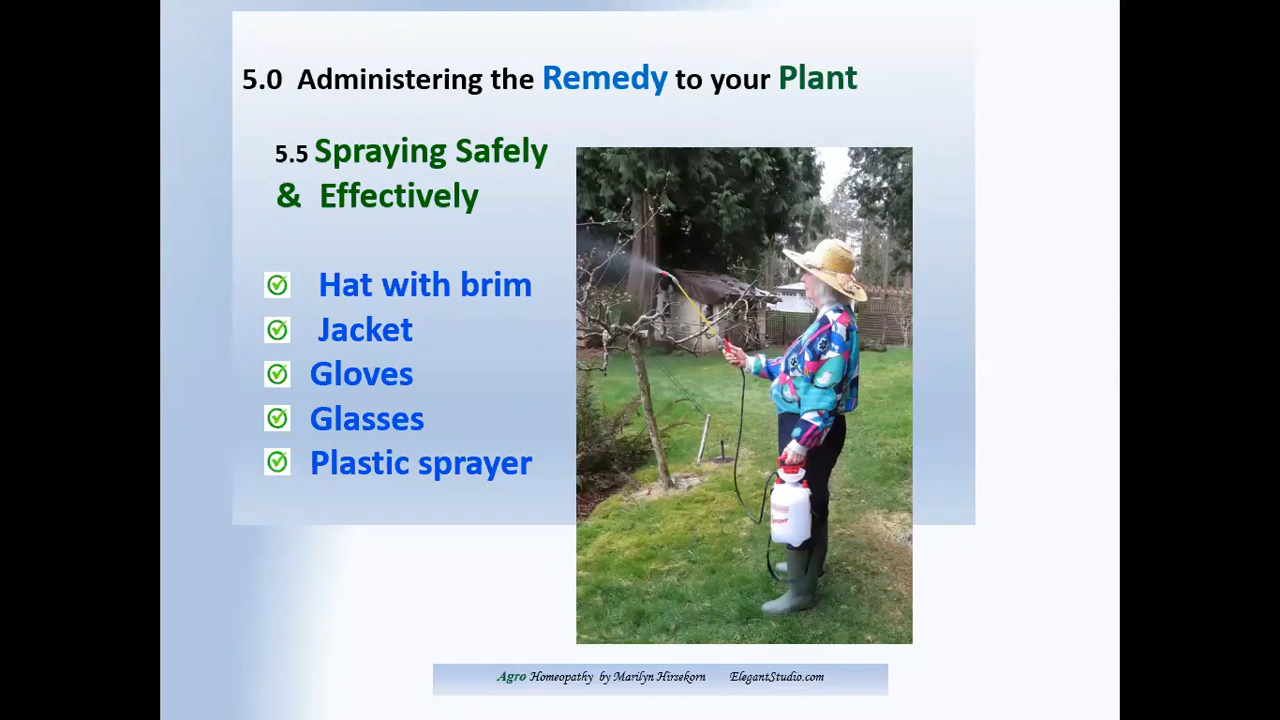 5.0 Administering the Remedy to your Plant
5.5 Spraying Safely
& Effectively
Hat with brim
Jacket
Gloves
Glasses
Plastic sprayer
Agro Homeopathy by Marilyn Hirsekorn ElegantStudio.com